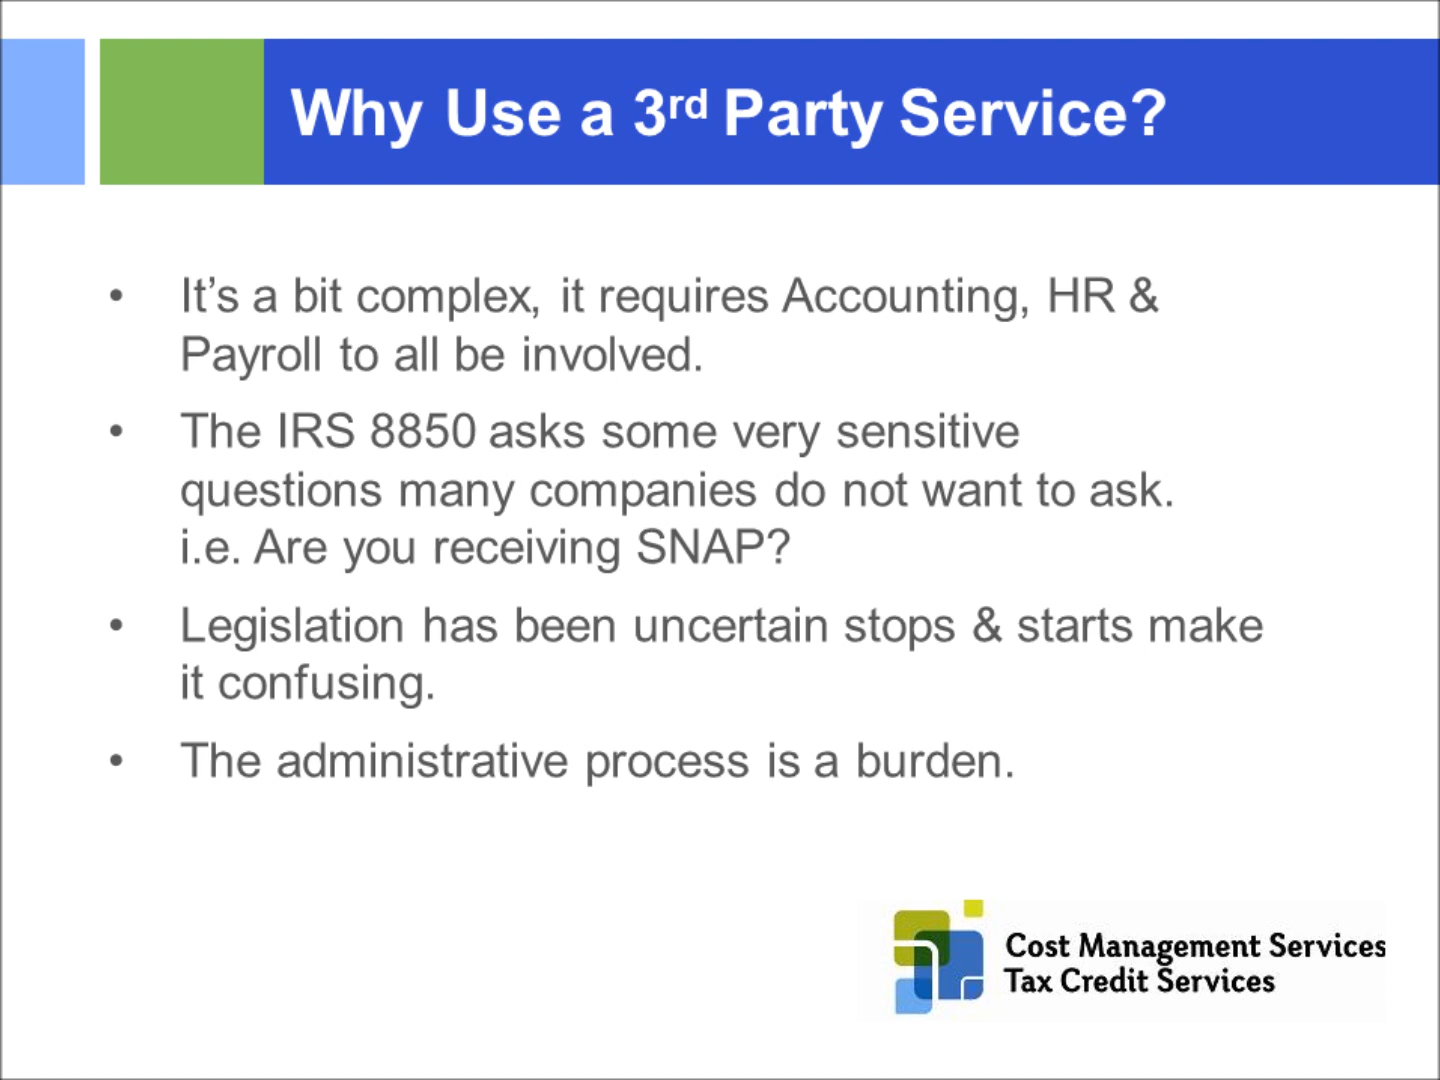 Why Use a 3rd Party Service?
• It’s a bit complex, it requires Accounting, HR &
Payroll to all be involved.
• The IRS 8850 asks some very sensitive
questions many companies do not want to ask.
i.e. Are you receiving SNAP?
• Legislation has been uncertain stops & starts make
it confusing.
• The administrative process is a burden.
Cost Management Services
Tax Credit Services